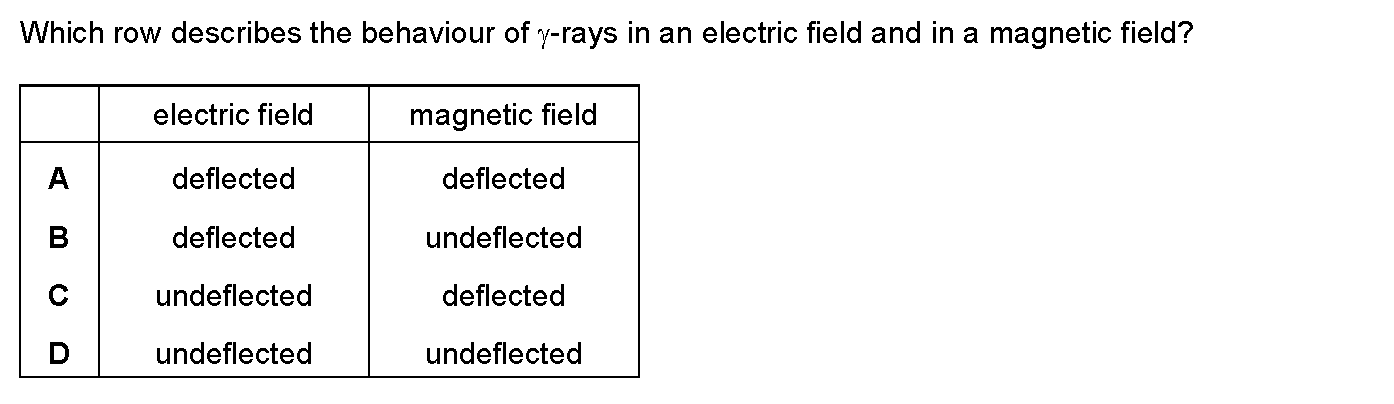 Which row describes the behaviour of γ-rays in an electric field and in a magnetic field?
electric field magnetic field
A deflected deflected
B deflected undeflected
C undeflected deflected
D undeflected undeflected